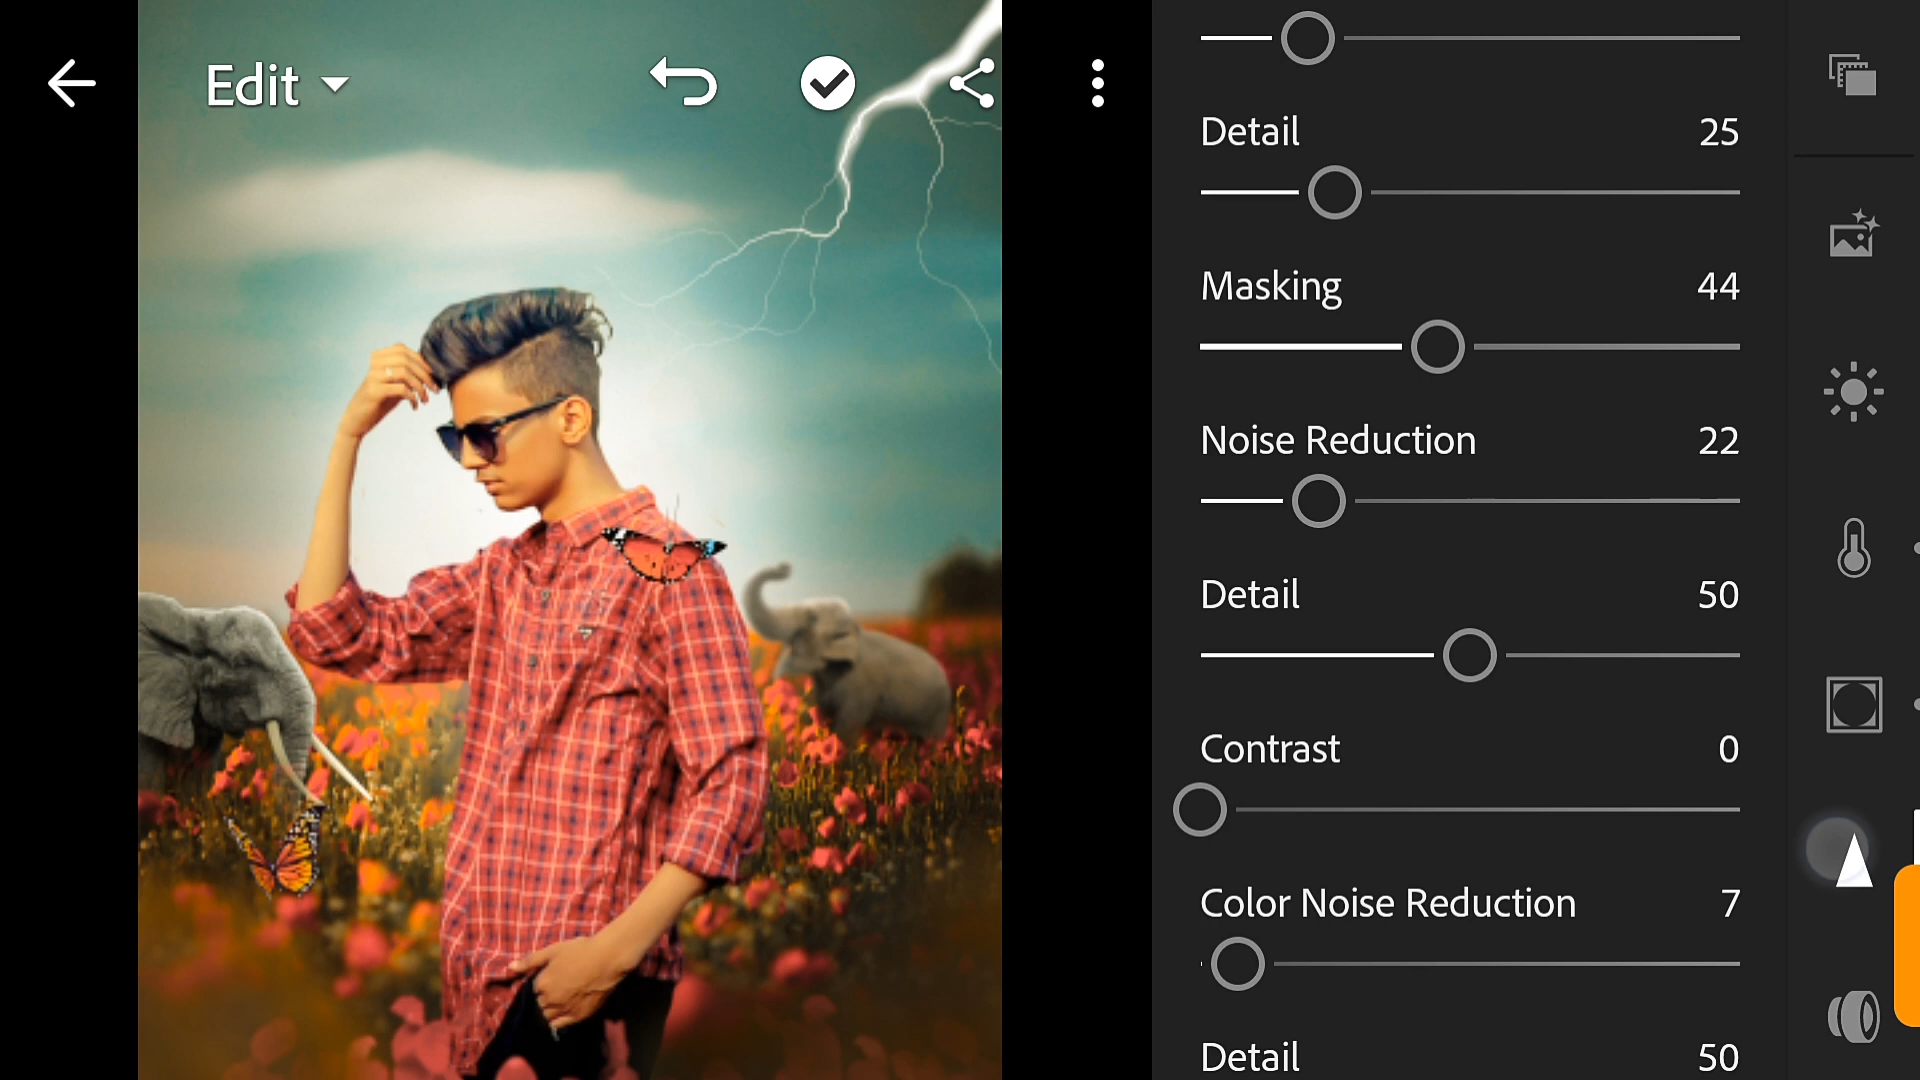 Edit
Detail 25
Masking 44
Noise Reduction 22
Detail 50
Contrast 0
Color Noise Reduction 7
Detail 50